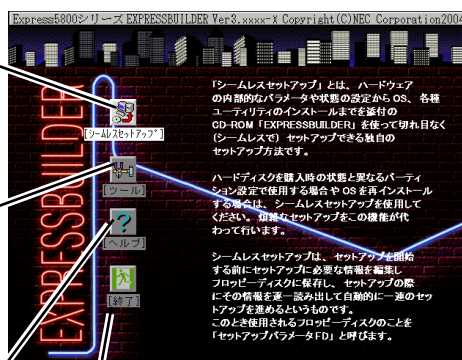 Express5800シリーズ EXPRESSBUILDER Ver3.xxxx-X Copyright(C)NEC Corporation2004
EXPRESSBUILDER
[シームレスセットアップ]
[ツール]
[ヘルプ]
[終了]
「シームレスセットアップ」とは、ハードウェア
の内部的なパラメータや状態の設定から OS、各種
ユーティリティのインストールまでを添付の
CD-ROM「EXPRESSBUILDER」を使って切れ目なく
(シームレスで) セットアップできる独自の
セットアップ方法です。
ハードディスクを購入時の状態と異なるパーティ
ション設定で使用する場合や OS を再インストール
する場合は、シームレスセットアップを使用して
ください。煩雑なセットアップをこの機能が代
わって行います。
シームレスセットアップは、セットアップを開始
する前にセットアップに必要な情報を編集し
フロッピーディスクに保存し、セットアップの際
にその情報を逐一読み出して自動的に一連のセッ
トアップを進めるというものです。
このとき使用されるフロッピーディスクのことを
「セットアップパラメータFD」と呼びます。